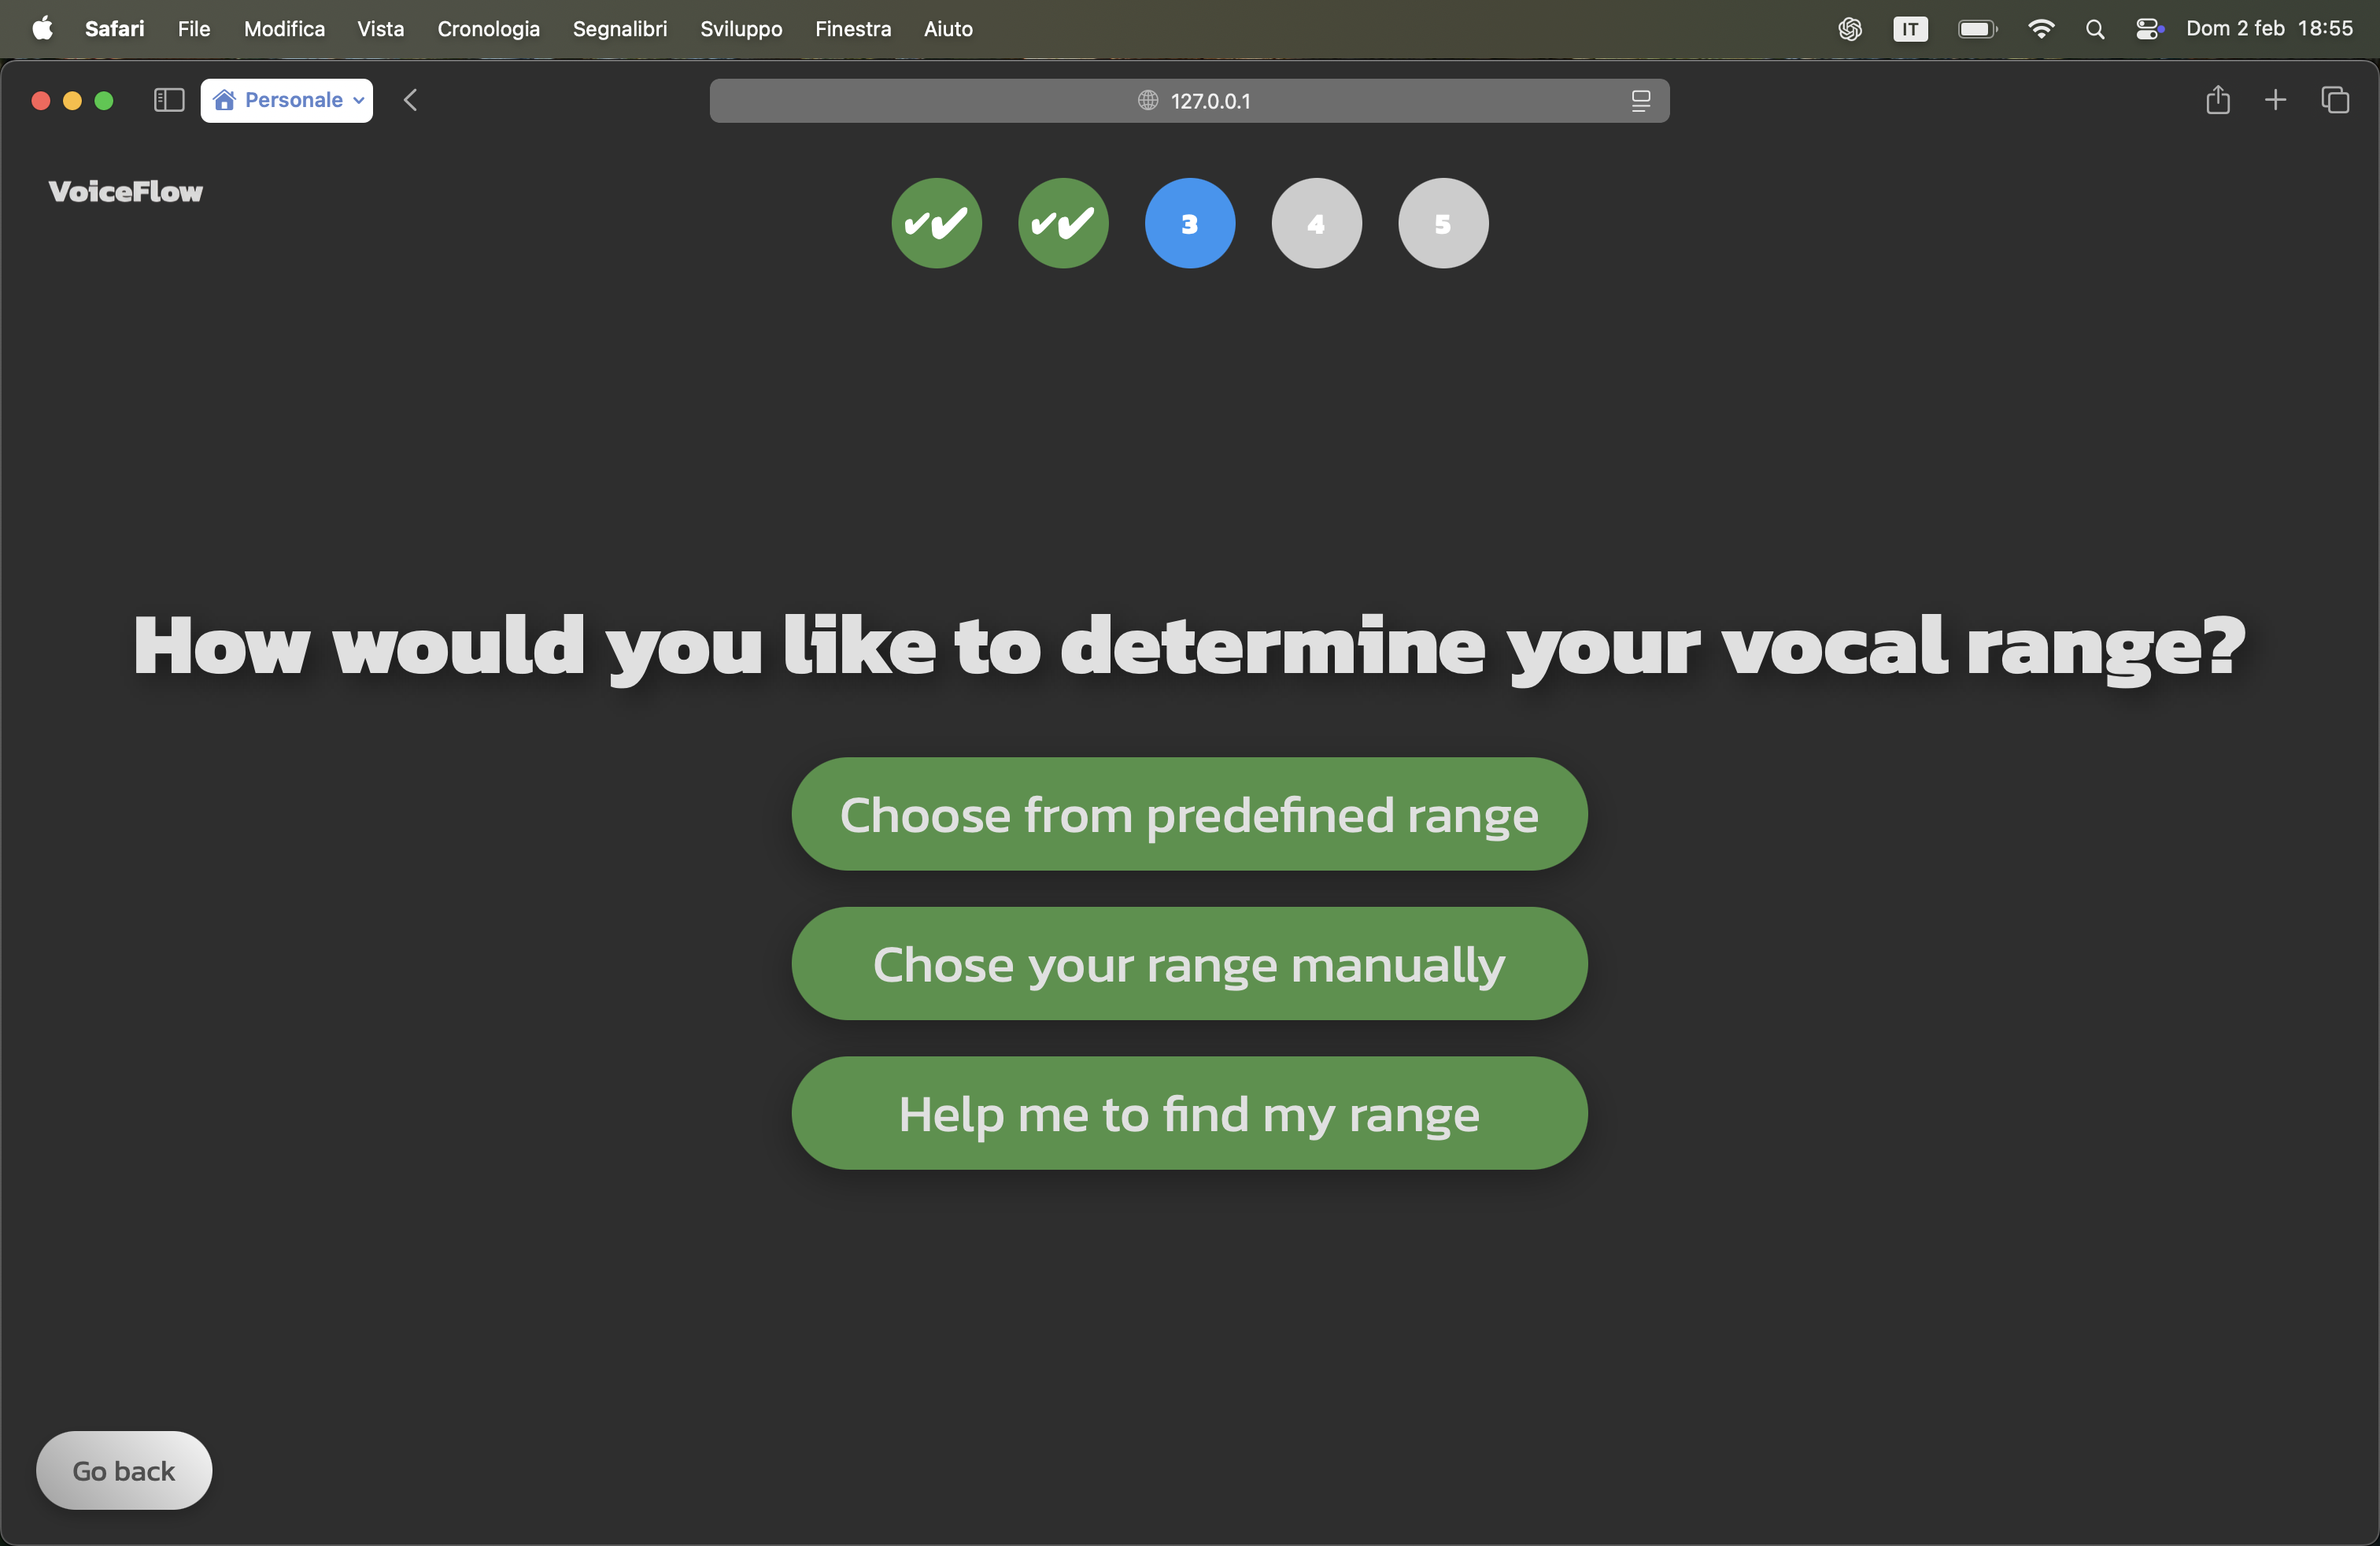 Safari File Modifica Vista Cronologia Segnalibri Sviluppo Finestra Aiuto IT Dom 2 feb 18:55
Personale 127.0.0.1
VoiceFlow
✔✔ ✔✔ 3 4 5
How would you like to determine your vocal range?
Choose from predefined range
Chose your range manually
Help me to find my range
Go back